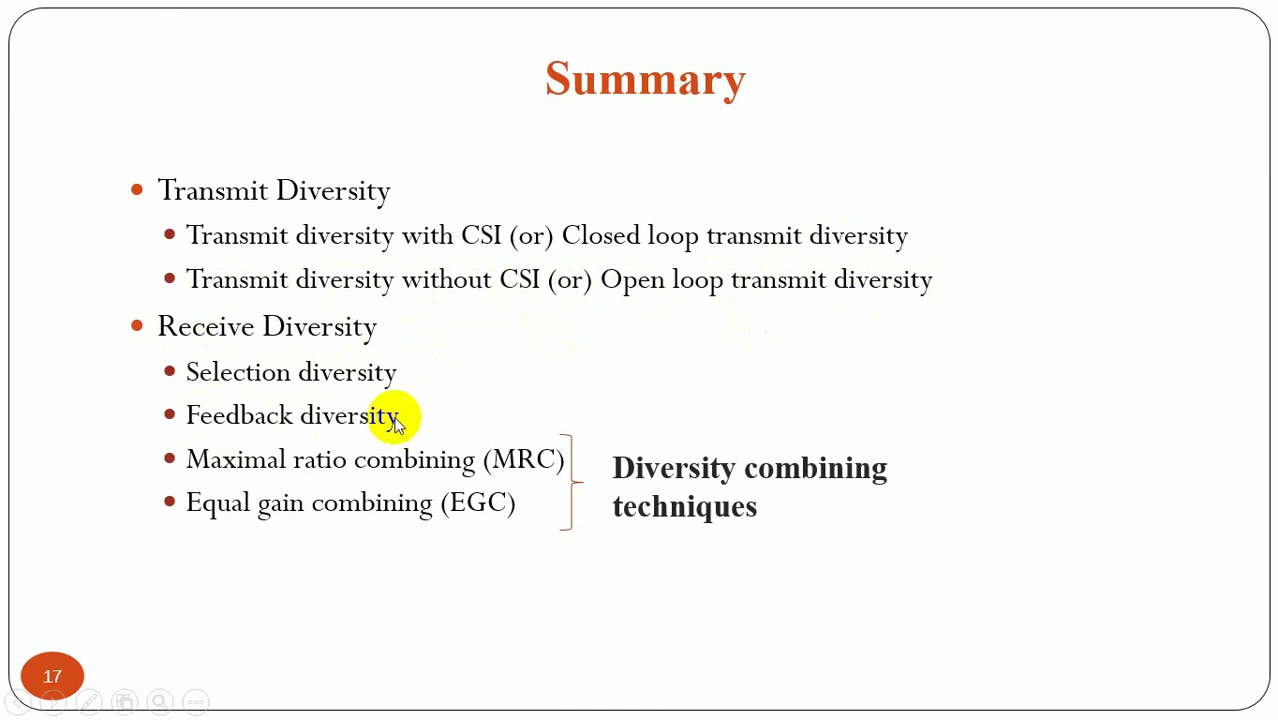 Summary
Transmit Diversity
Transmit diversity with CSI (or) Closed loop transmit diversity
Transmit diversity without CSI (or) Open loop transmit diversity
Receive Diversity
Selection diversity
Feedback diversity
Maximal ratio combining (MRC)
Equal gain combining (EGC)
Diversity combining
techniques
17